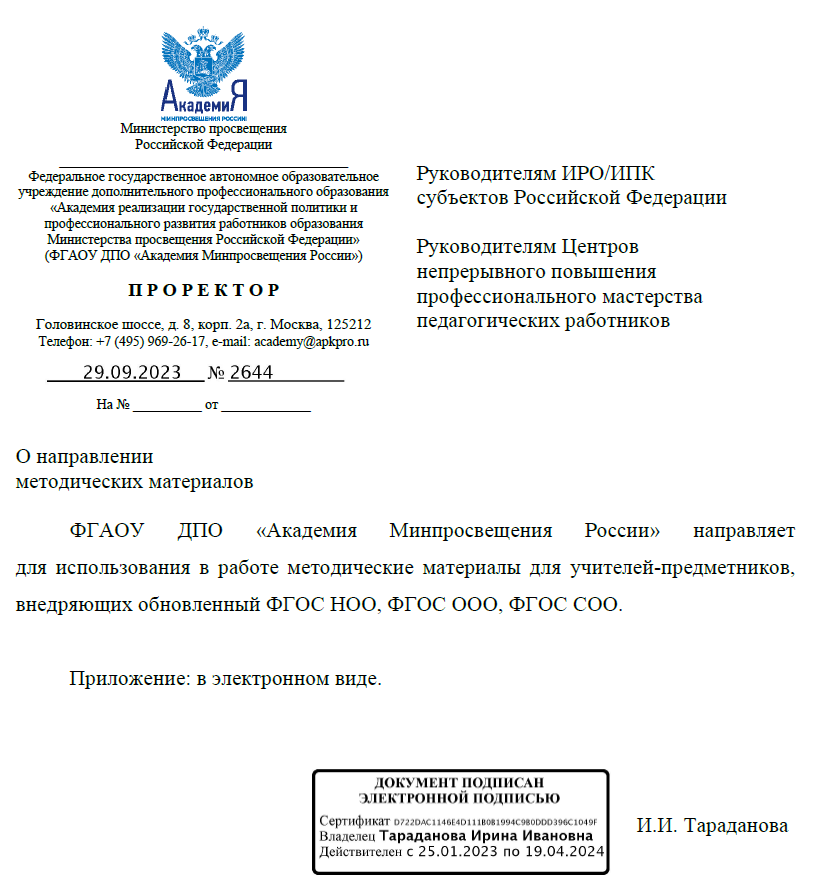 АкадемиЯ
МИНПРОСВЕЩЕНИЯ РОССИИ
Министерство просвещения
Российской Федерации
Федеральное государственное автономное образовательное
учреждение дополнительного профессионального образования
«Академия реализации государственной политики и
профессионального развития работников образования
Министерства просвещения Российской Федерации»
(ФГАОУ ДПО «Академия Минпросвещения России»)
ПРОРЕКТОР
Головинское шоссе, д. 8, корп. 2а, г. Москва, 125212
Телефон: +7 (495) 969-26-17, e-mail: academy@apkpro.ru
29.09.2023 № 2644
На № __________ от _____________
Руководителям ИРО/ИПК
субъектов Российской Федерации
Руководителям Центров
непрерывного повышения
профессионального мастерства
педагогических работников
О направлении
методических материалов
ФГАОУ ДПО «Академия Минпросвещения России» направляет
для использования в работе методические материалы для учителей-предметников,
внедряющих обновленный ФГОС НОО, ФГОС ООО, ФГОС СОО.
Приложение: в электронном виде.
ДОКУМЕНТ ПОДПИСАН
ЭЛЕКТРОННОЙ ПОДПИСЬЮ
Сертификат D722DAC1146E4D111B0B1994C9B0DDD396C1049F
Владелец Тараданова Ирина Ивановна
Действителен с 25.01.2023 по 19.04.2024
И.И. Тараданова